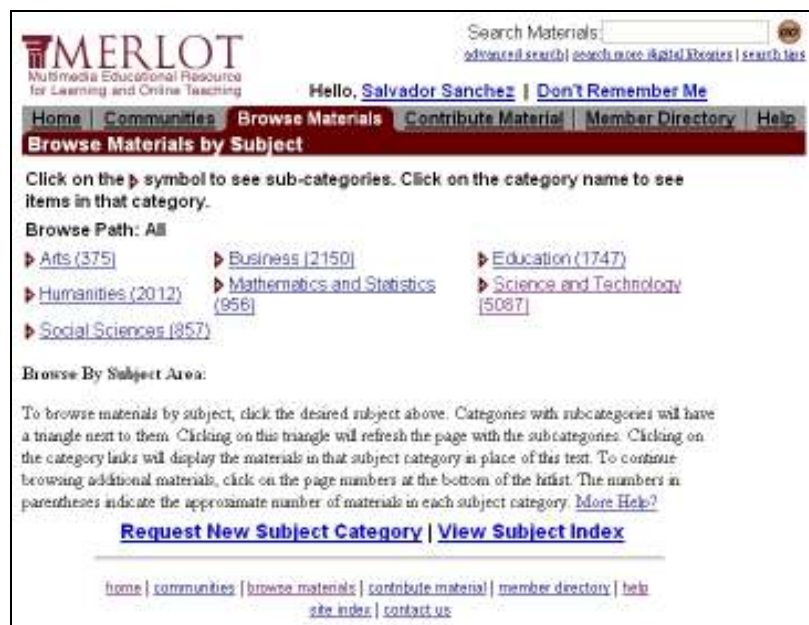 Search Materials:
GO
MERLOT
advanced search | search more digital libraries | search tips
Multimedia Educational Resource
for Learning and Online Teaching
Hello, Salvador Sanchez | Don't Remember Me
Home | Communities | Browse Materials | Contribute Material | Member Directory | Help
Browse Materials by Subject
Click on the symbol to see sub-categories. Click on the category name to see
items in that category.
Browse Path: All
Arts (375) Business (2150) Education (1747)
Humanities (2012) Mathematics and Statistics (956) Science and Technology (5087)
Social Sciences (857)
Browse By Subject Area:
To browse materials by subject, click the desired subject above. Categories with subcategories will have
a triangle next to them. Clicking on this triangle will refresh the page with the subcategories. Clicking on
the category links will display the materials in that subject category in place of this text. To continue
browsing additional materials, click on the page numbers at the bottom of the hitlist. The numbers in
parentheses indicate the approximate number of materials in each subject category. More Help?
Request New Subject Category | View Subject Index
home | communities | browse materials | contribute material | member directory | help
site index | contact us